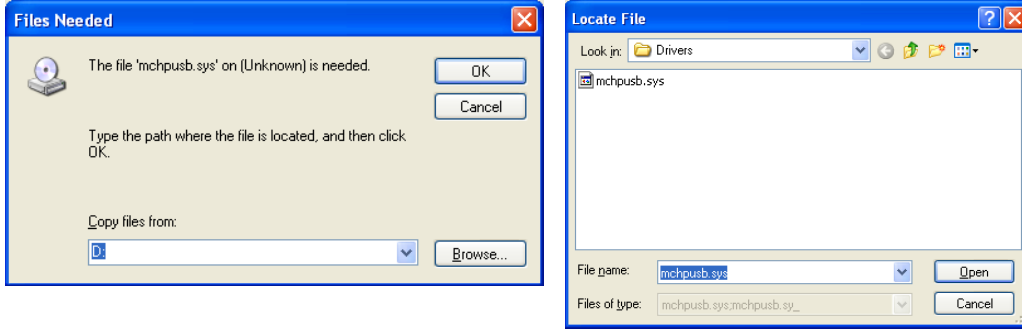 Files Needed
The file 'mchpusb.sys' on (Unknown) is needed.
OK
Cancel
Type the path where the file is located, and then click
OK.
Copy files from:
D:
Browse...
Locate File
Look in:
Drivers
mchpusb.sys
File name:
mchpusb.sys
Open
Files of type:
mchpusb.sys;mchpusb.sy_
Cancel